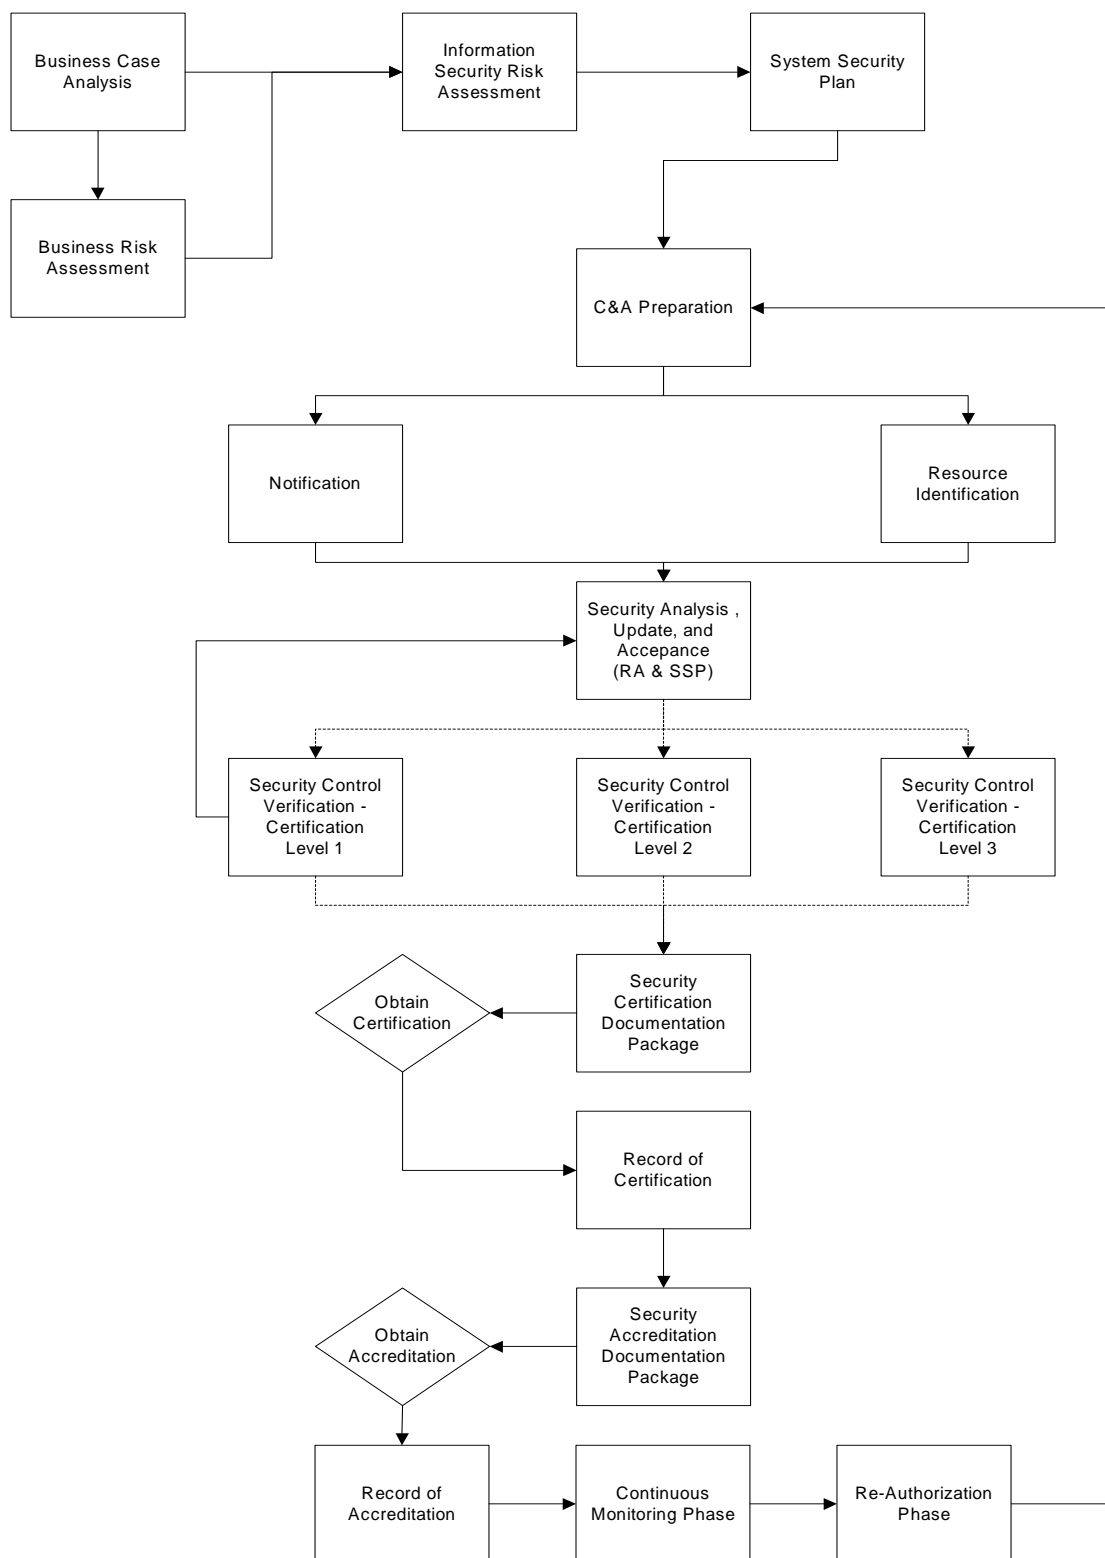 Business Case
Analysis
Information
Security Risk
Assessment
System Security
Plan
Business Risk
Assessment
C&A Preparation
Notification
Resource
Identification
Security Analysis ,
Update, and
Accepance
(RA & SSP)
Security Control
Verification -
Certification
Level 1
Security Control
Verification -
Certification
Level 2
Security Control
Verification -
Certification
Level 3
Obtain
Certification
Security
Certification
Documentation
Package
Record of
Certification
Obtain
Accreditation
Security
Accreditation
Documentation
Package
Record of
Accreditation
Continuous
Monitoring Phase
Re-Authorization
Phase